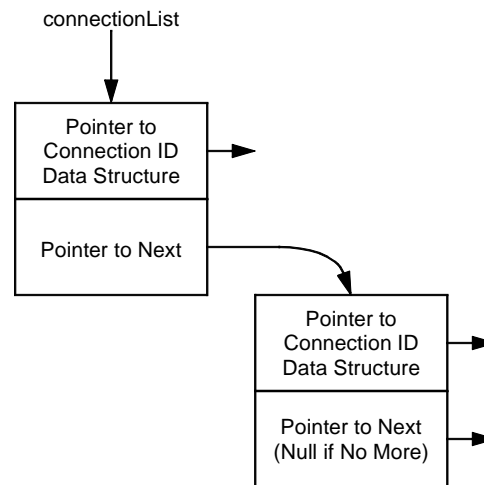 connectionList
Pointer to
Connection ID
Data Structure
Pointer to Next
Pointer to
Connection ID
Data Structure
Pointer to Next
(Null if No More)